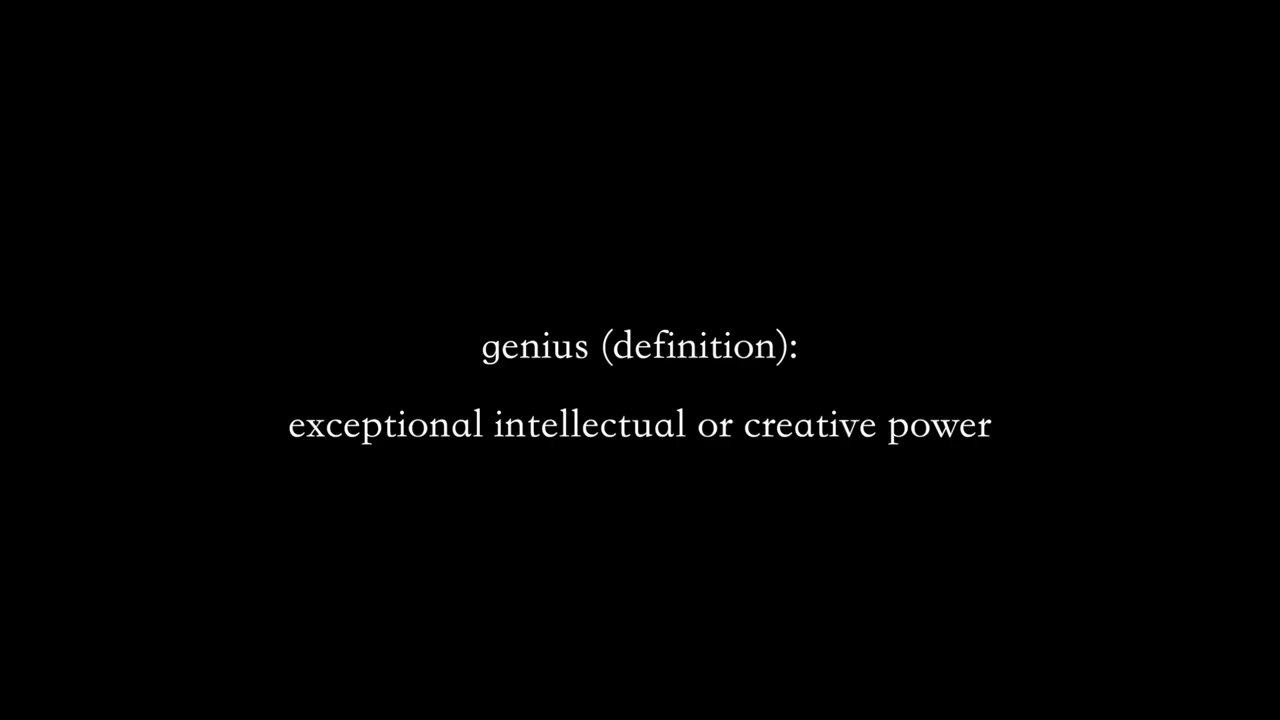 genius (definition):
exceptional intellectual or creative power